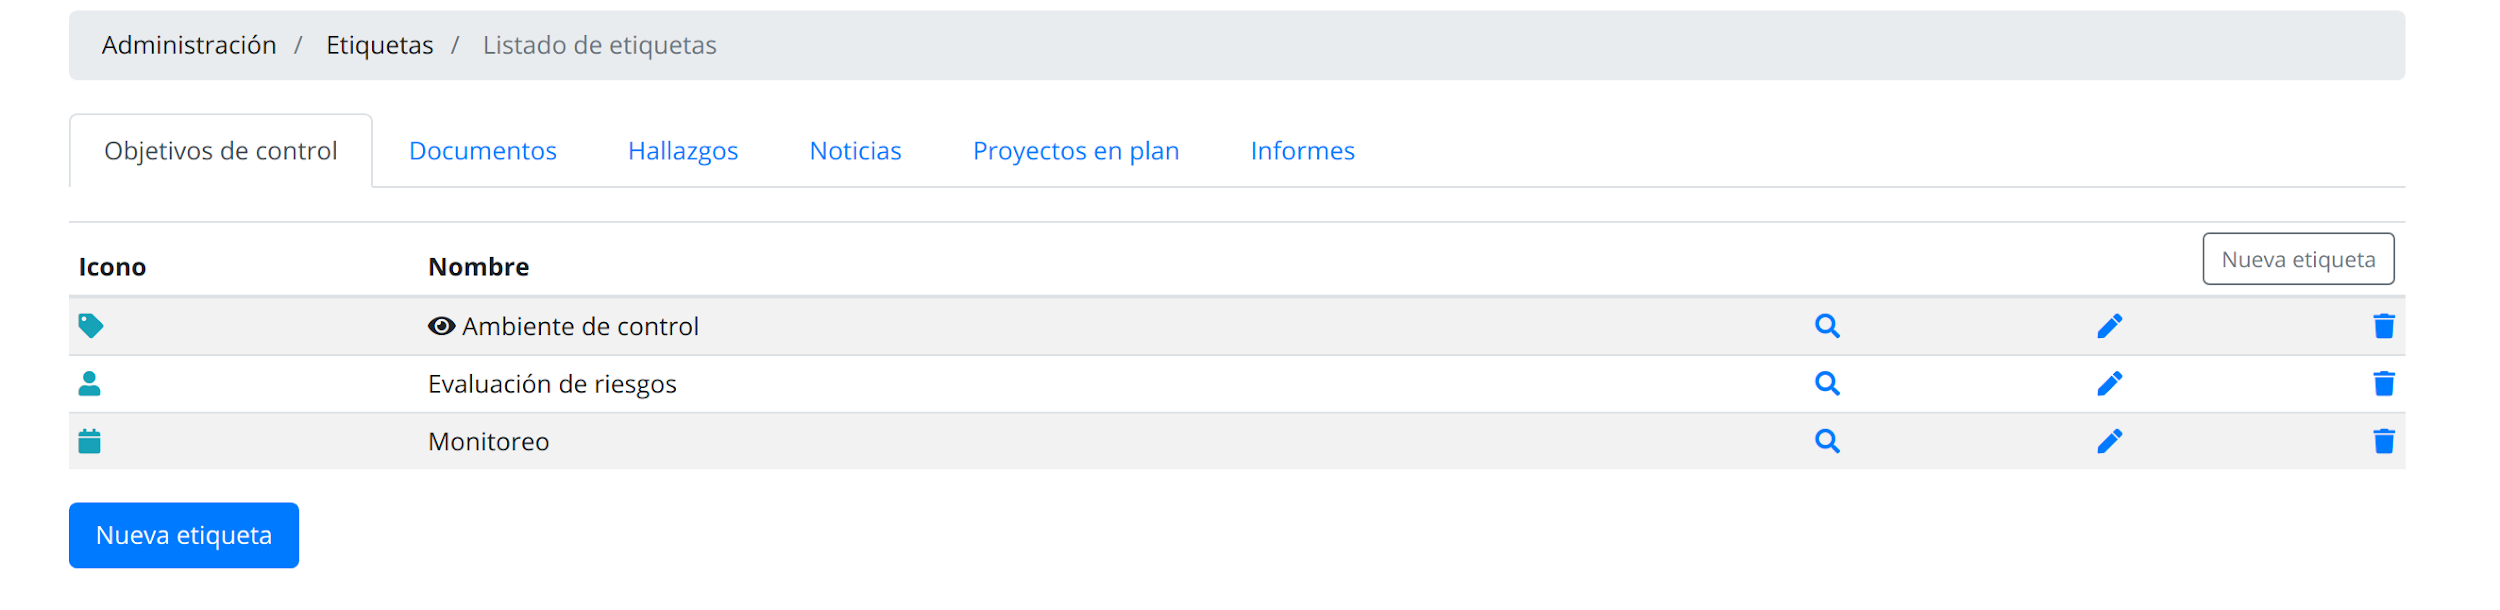 Administración / Etiquetas / Listado de etiquetas
Objetivos de control Documentos Hallazgos Noticias Proyectos en plan Informes
Icono Nombre Nueva etiqueta
Ambiente de control
Evaluación de riesgos
Monitoreo
Nueva etiqueta